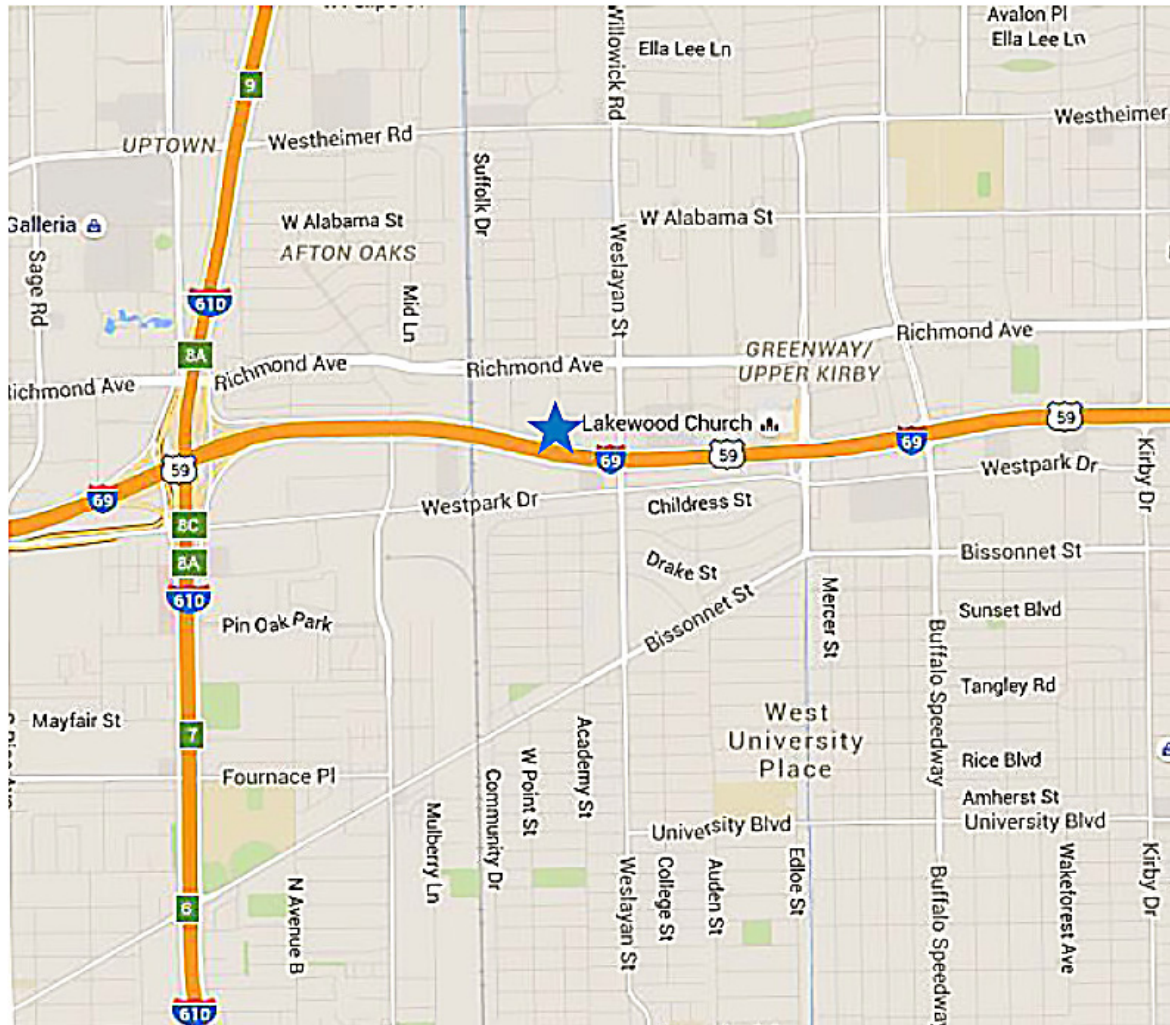 Willowick Rd
Avalon Pl
Ella Lee Ln
Ella Lee Ln
9
Westheimer
Westheimer Rd
UPTOWN
Suffolk Dr
W Alabama St
W Alabama St
Galleria
AFTON OAKS
Weslayan St
Sage Rd
Mid Ln
610
Richmond Ave
GREENWAY/
UPPER KIRBY
8A
Richmond Ave
Richmond Ave
Richmond Ave
Lakewood Church
59
69
59
69
59
69
Kirby Dr
Westpark Dr
Westpark Dr
Childress St
8C
8A
Bissonnet St
Drake St
Bissonnet St
610
Mercer St
Sunset Blvd
Pin Oak Park
Buffalo Speedway
Tangley Rd
Mayfair St
West
University
Place
7
Academy St
W Point St
Rice Blvd
Fournace Pl
Community Dr
Amherst St
University Blvd
University Blvd
Mulberry Ln
Edloe St
Weslayan St
College St
Auden St
Wakeforest Ave
Kirby Dr
Buffalo Speedway
6
N Avenue B
610